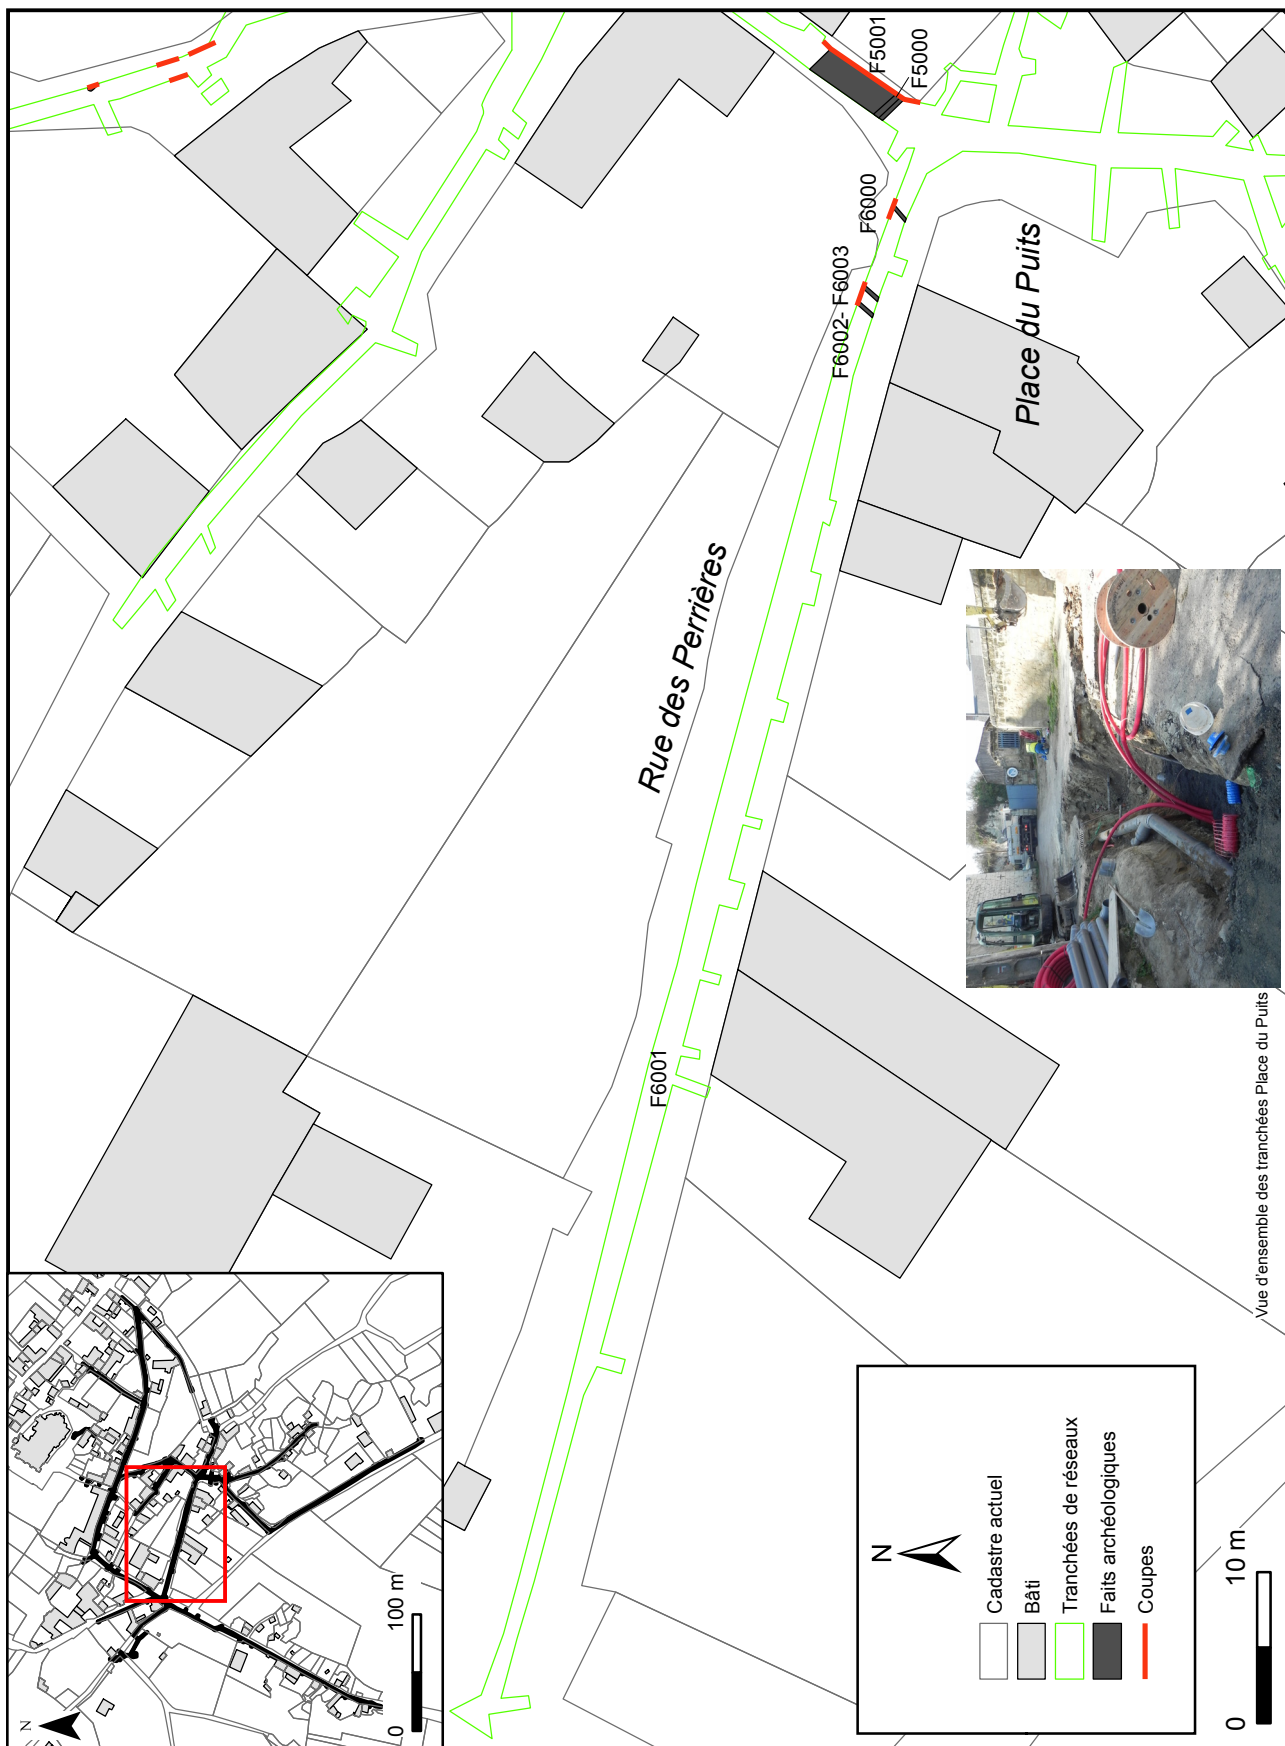 N
0
100 m
F6001
Rue des Perrières
F6002- F6003
F6000
F5001
F5000
Place du Puits
N
Cadastre actuel
Bâti
Tranchées de réseaux
Faits archéologiques
Coupes
0
10 m
Vue d'ensemble des tranchées Place du Puits